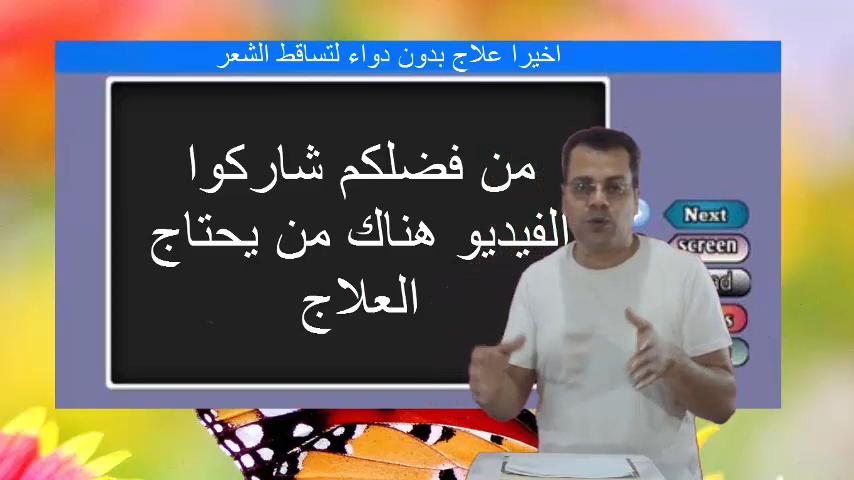 اخيرا علاج بدون دواء لتساقط الشعر
من فضلكم شاركوا
الفيديو هناك من يحتاج
العلاج
Next
screen